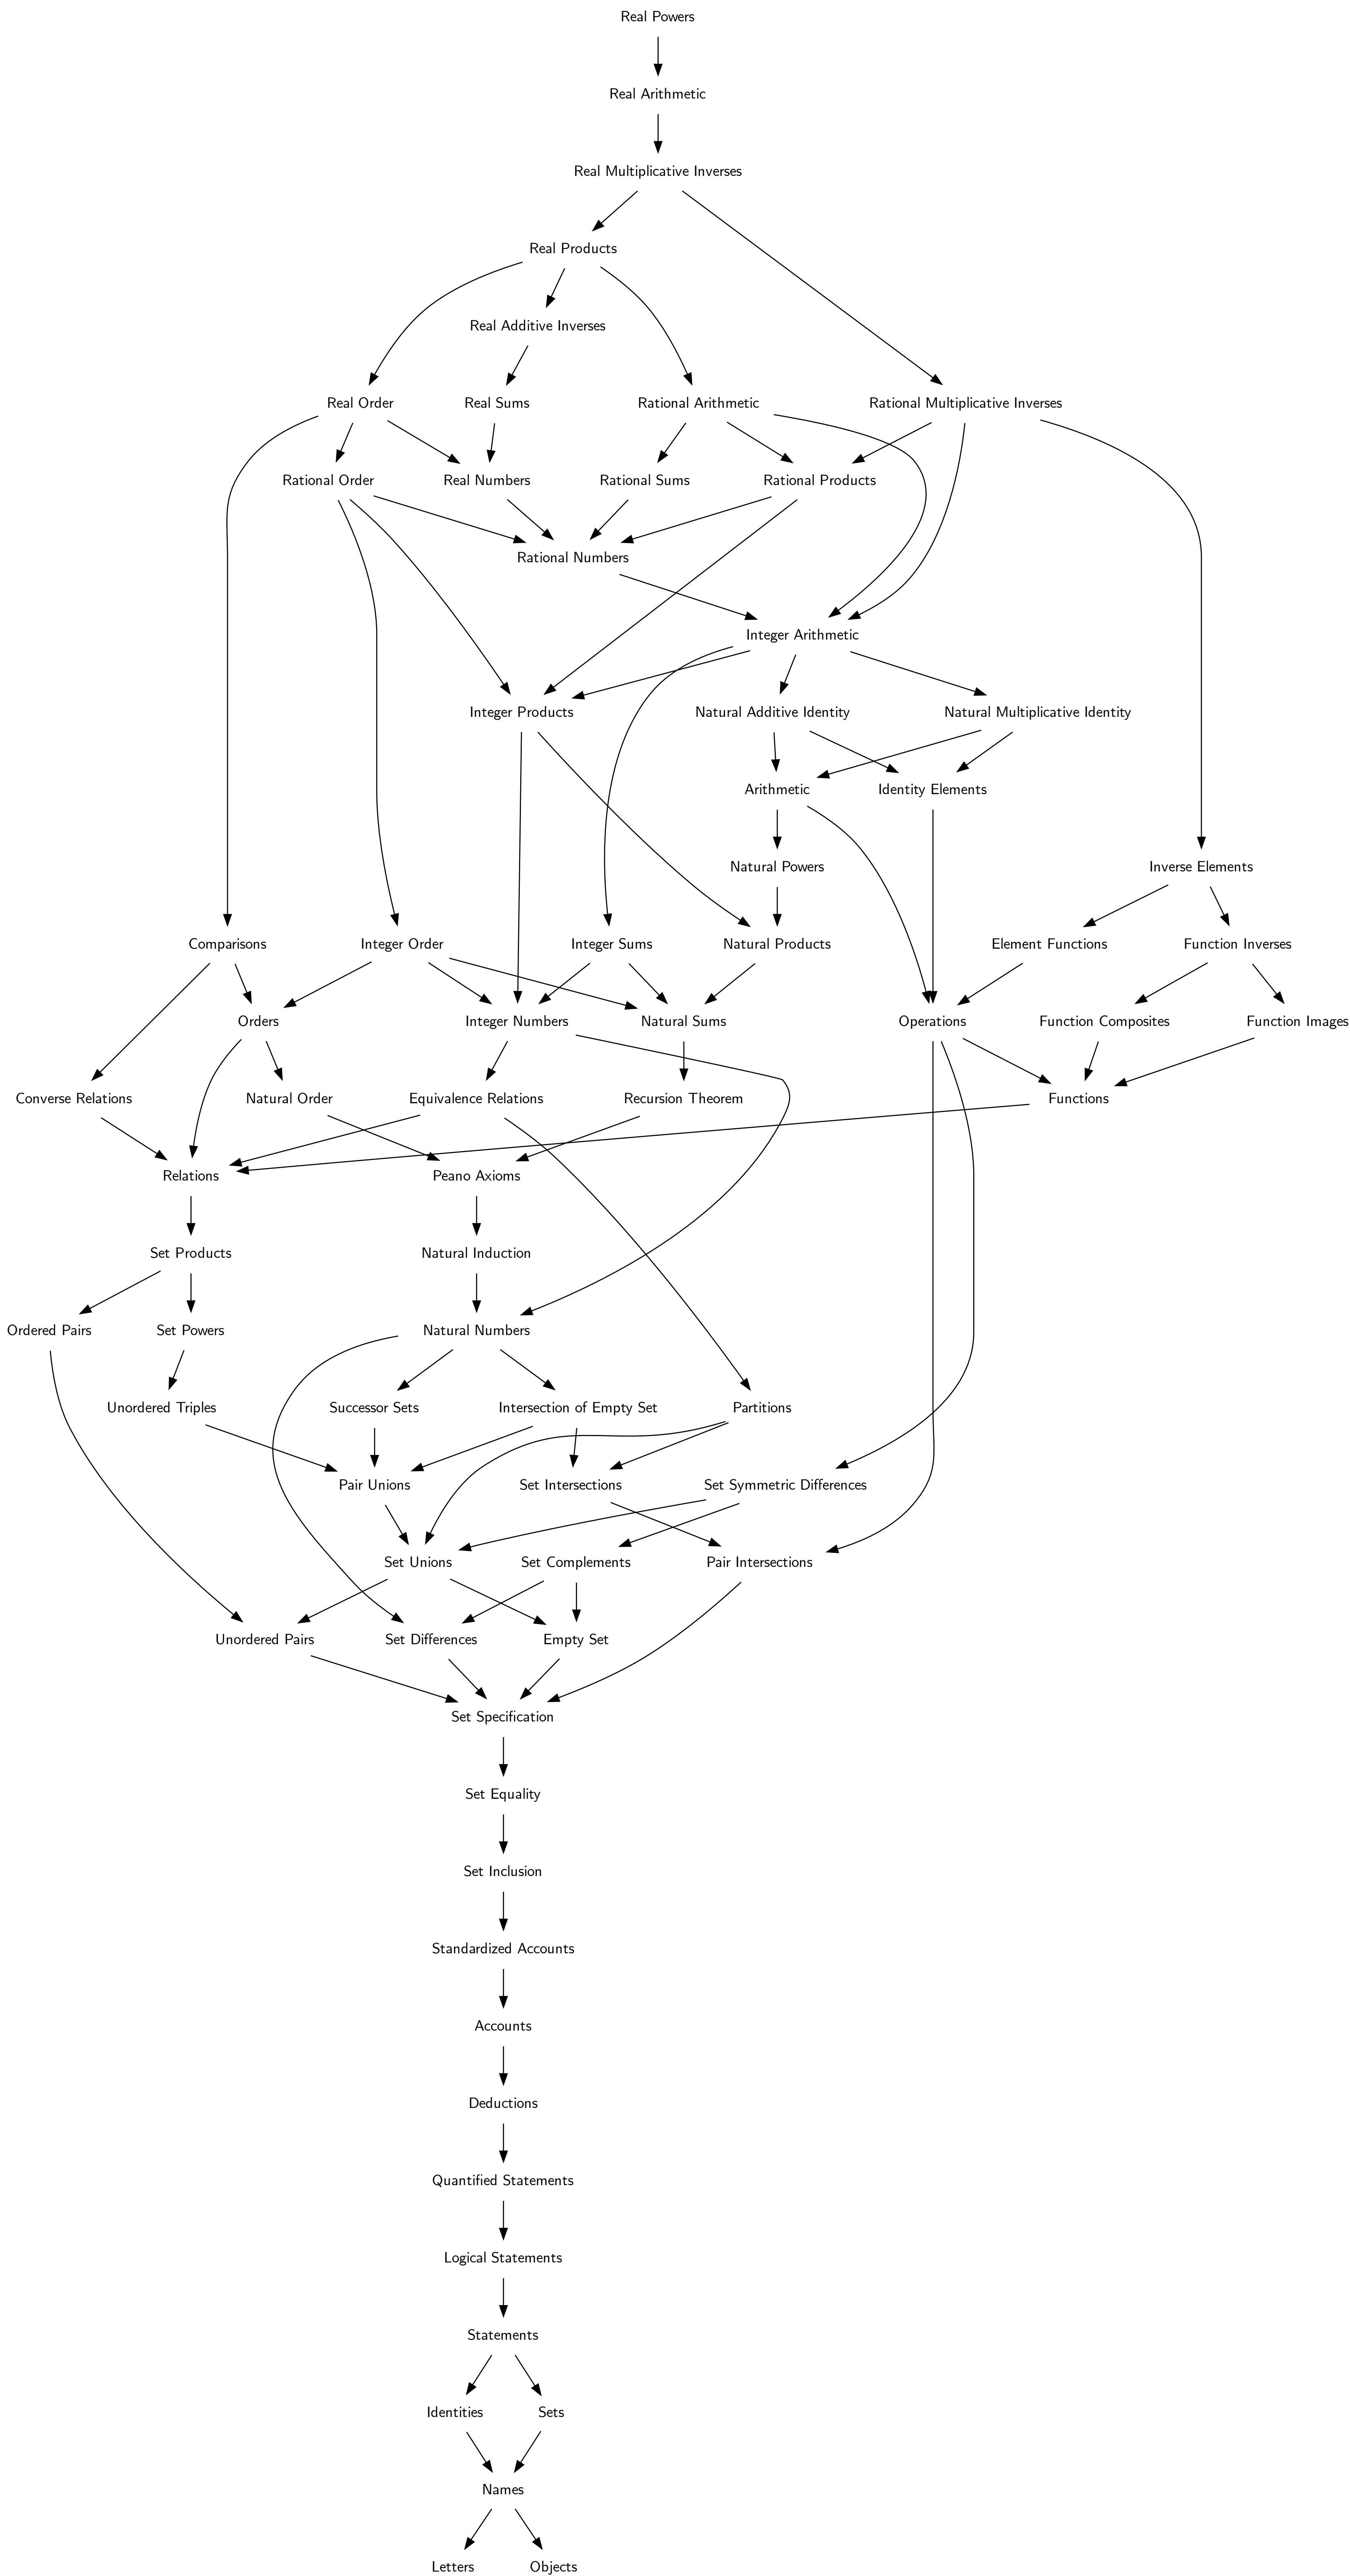 Real Powers
Real Arithmetic
Real Multiplicative Inverses
Real Products
Real Additive Inverses
Real Order
Real Sums
Rational Arithmetic
Rational Multiplicative Inverses
Rational Order
Real Numbers
Rational Sums
Rational Products
Rational Numbers
Integer Arithmetic
Integer Products
Natural Additive Identity
Natural Multiplicative Identity
Arithmetic
Identity Elements
Natural Powers
Inverse Elements
Comparisons
Integer Order
Integer Sums
Natural Products
Element Functions
Function Inverses
Orders
Integer Numbers
Natural Sums
Operations
Function Composites
Function Images
Converse Relations
Natural Order
Equivalence Relations
Recursion Theorem
Functions
Relations
Peano Axioms
Set Products
Natural Induction
Ordered Pairs
Set Powers
Natural Numbers
Unordered Triples
Successor Sets
Intersection of Empty Set
Partitions
Pair Unions
Set Intersections
Set Symmetric Differences
Set Unions
Set Complements
Pair Intersections
Unordered Pairs
Set Differences
Empty Set
Set Specification
Set Equality
Set Inclusion
Standardized Accounts
Accounts
Deductions
Quantified Statements
Logical Statements
Statements
Identities
Sets
Names
Letters
Objects